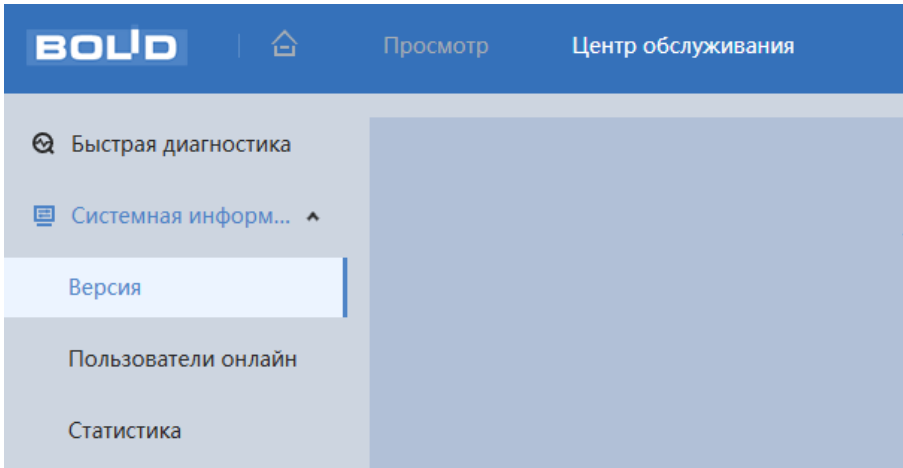 BOLID Просмотр Центр обслуживания
Быстрая диагностика
Системная информ...
Версия
Пользователи онлайн
Статистика